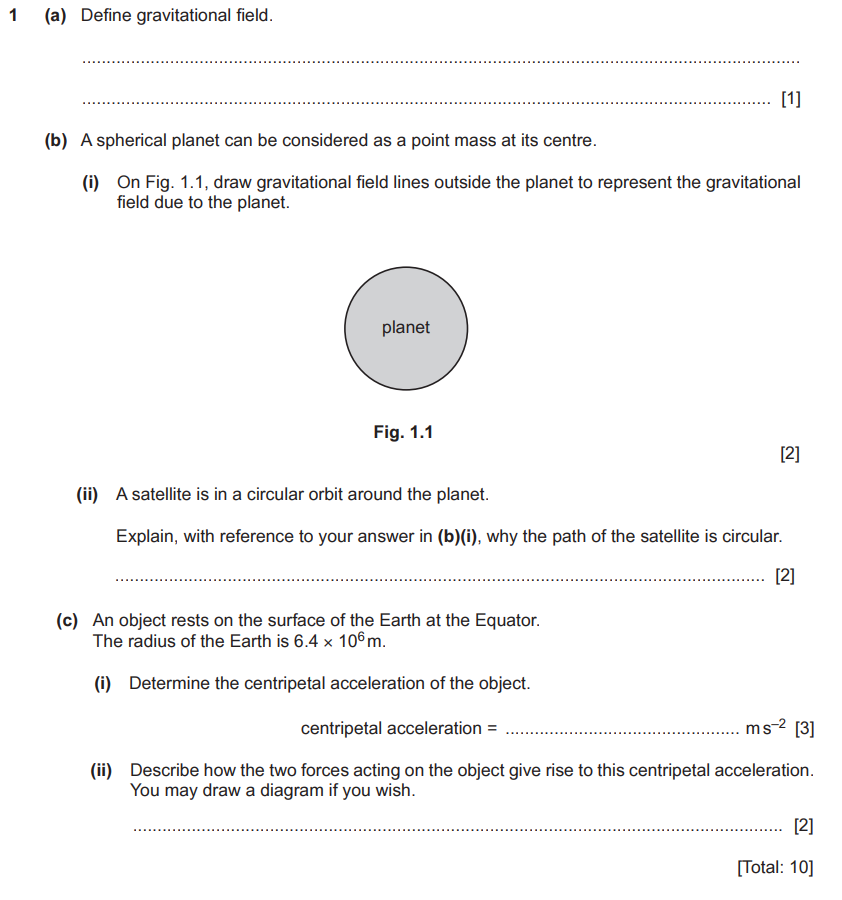 1 (a) Define gravitational field.
..........................................................................................................................................
..................................................................................................................................... [1]
(b) A spherical planet can be considered as a point mass at its centre.
(i) On Fig. 1.1, draw gravitational field lines outside the planet to represent the gravitational
field due to the planet.
planet
Fig. 1.1
[2]
(ii) A satellite is in a circular orbit around the planet.
Explain, with reference to your answer in (b)(i), why the path of the satellite is circular.
............................................................................................................................. [2]
(c) An object rests on the surface of the Earth at the Equator.
The radius of the Earth is 6.4 × 10⁶ m.
(i) Determine the centripetal acceleration of the object.
centripetal acceleration = ................................................ m s⁻² [3]
(ii) Describe how the two forces acting on the object give rise to this centripetal acceleration.
You may draw a diagram if you wish.
............................................................................................................................. [2]
[Total: 10]